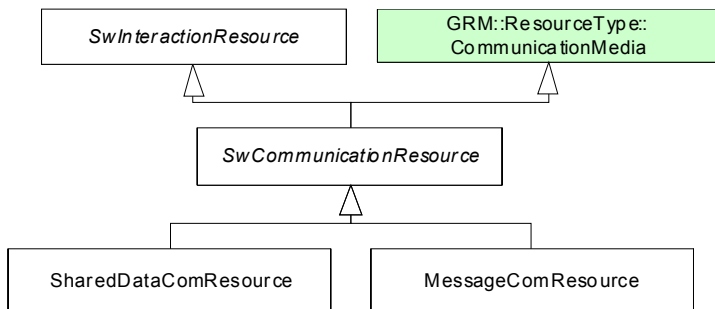 SwInteractionResource
GRM::ResourceType::
CommunicationMedia
SwCommunicationResource
SharedDataComResource
MessageComResource